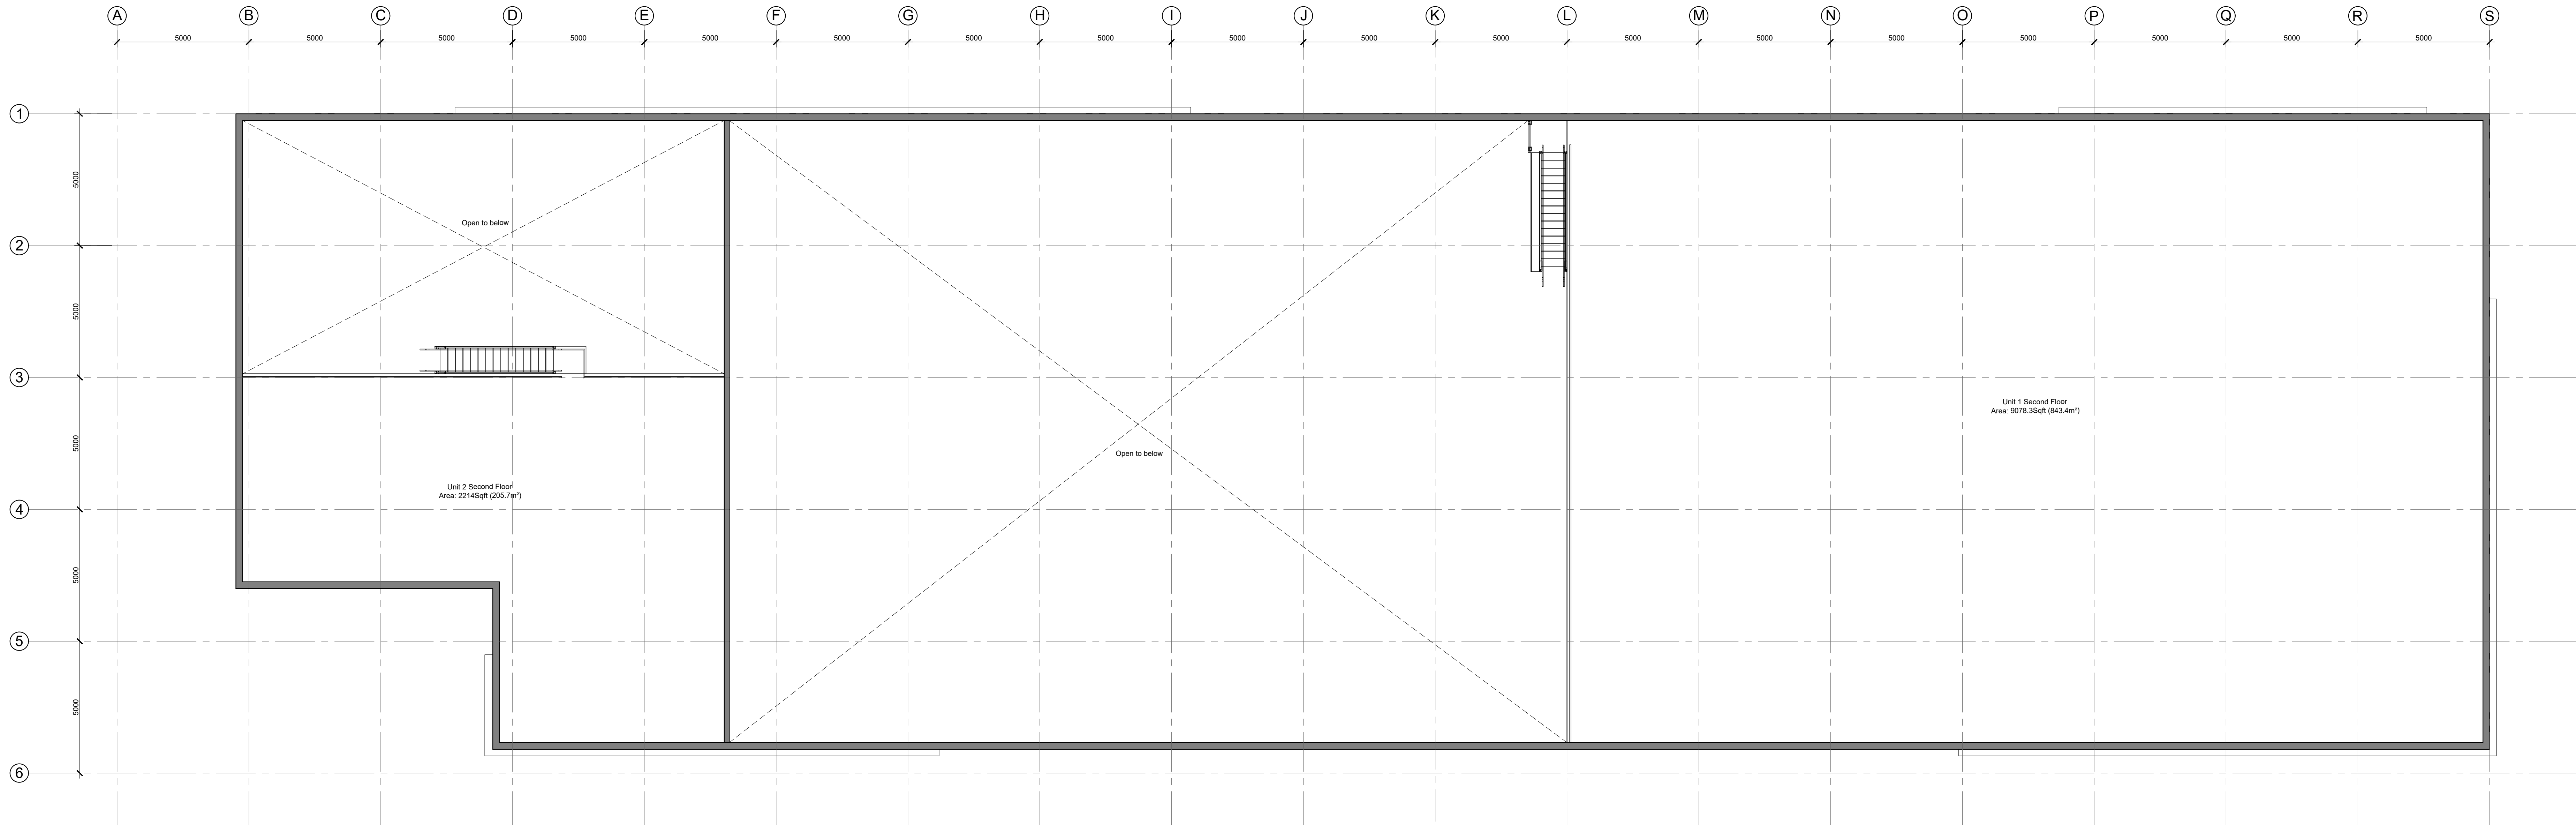 A B C D E F G H I J K L M N O P Q R S
5000 5000 5000 5000 5000 5000 5000 5000 5000 5000 5000 5000 5000 5000 5000 5000 5000 5000
1
5000
Open to below
2
5000
3
Unit 1 Second Floor
Area: 9078.3Sqft (843.4m²)
5000
Open to below
Unit 2 Second Floor
Area: 2214Sqft (205.7m²)
4
5000
5
5000
6